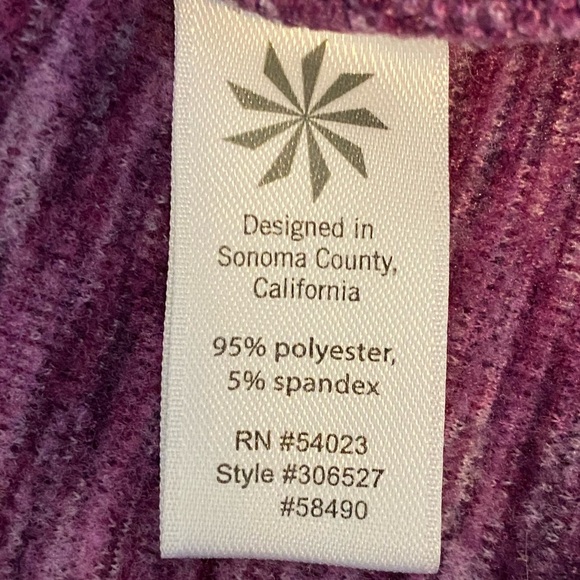 Designed in
Sonoma County,
California
95% polyester,
5% spandex
RN #54023
Style #306527
#58490